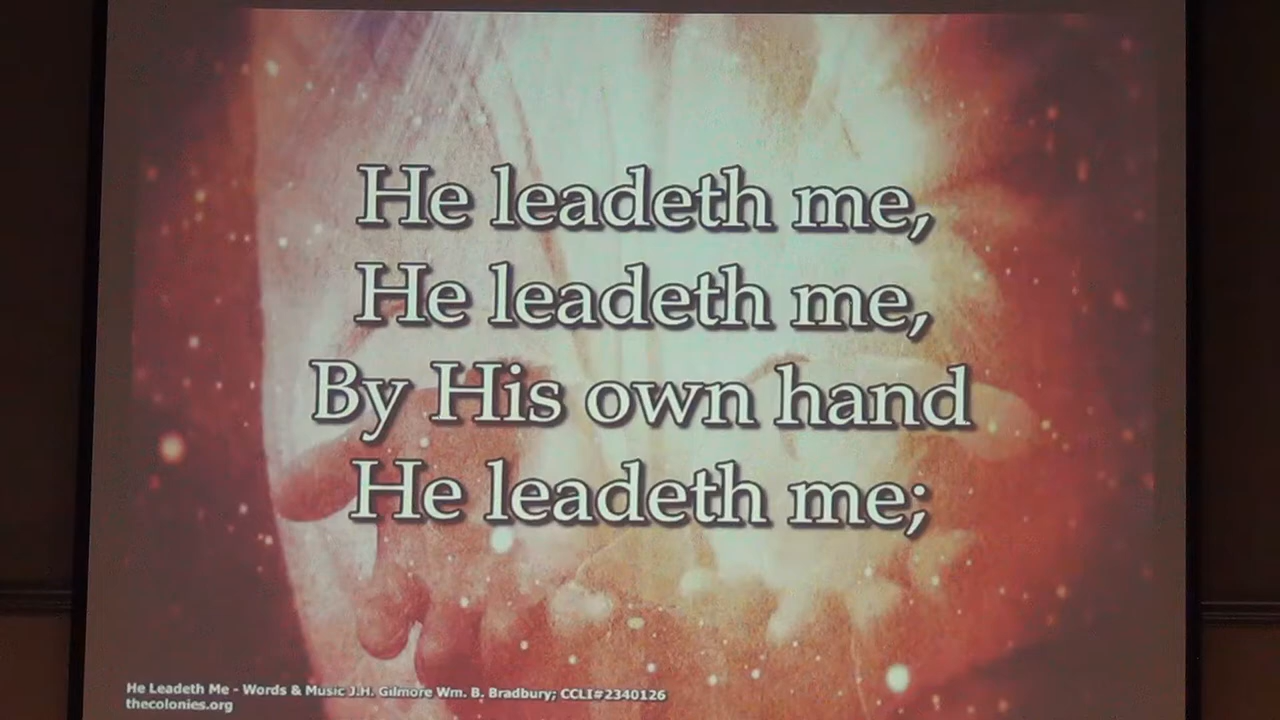 He leadeth me,
He leadeth me,
By His own hand
He leadeth me;
He Leadeth Me - Words & Music J.H. Gilmore Wm. B. Bradbury; CCLI#2340126
thecolonies.org